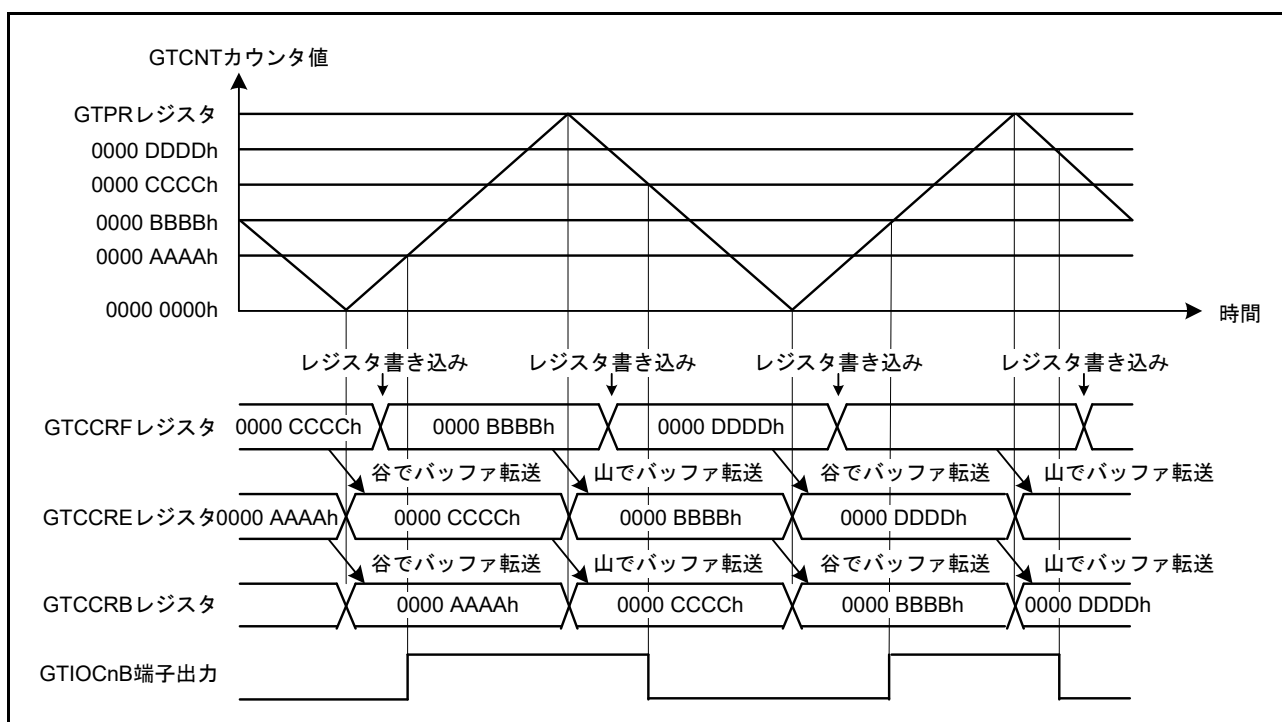 GTCNTカウンタ値
GTPRレジスタ
0000 DDDDh
0000 CCCCh
0000 BBBBh
0000 AAAAh
0000 0000h
時間
レジスタ書き込み レジスタ書き込み レジスタ書き込み レジスタ書き込み
GTCCRFレジスタ 0000 CCCCh 0000 BBBBh 0000 DDDDh
谷でバッファ転送 山でバッファ転送 谷でバッファ転送 山でバッファ転送
GTCCREレジスタ 0000 AAAAh 0000 CCCCh 0000 BBBBh 0000 DDDDh
谷でバッファ転送 山でバッファ転送 谷でバッファ転送 山でバッファ転送
GTCCRBレジスタ 0000 AAAAh 0000 CCCCh 0000 BBBBh 0000 DDDDh
GTIOCnB端子出力